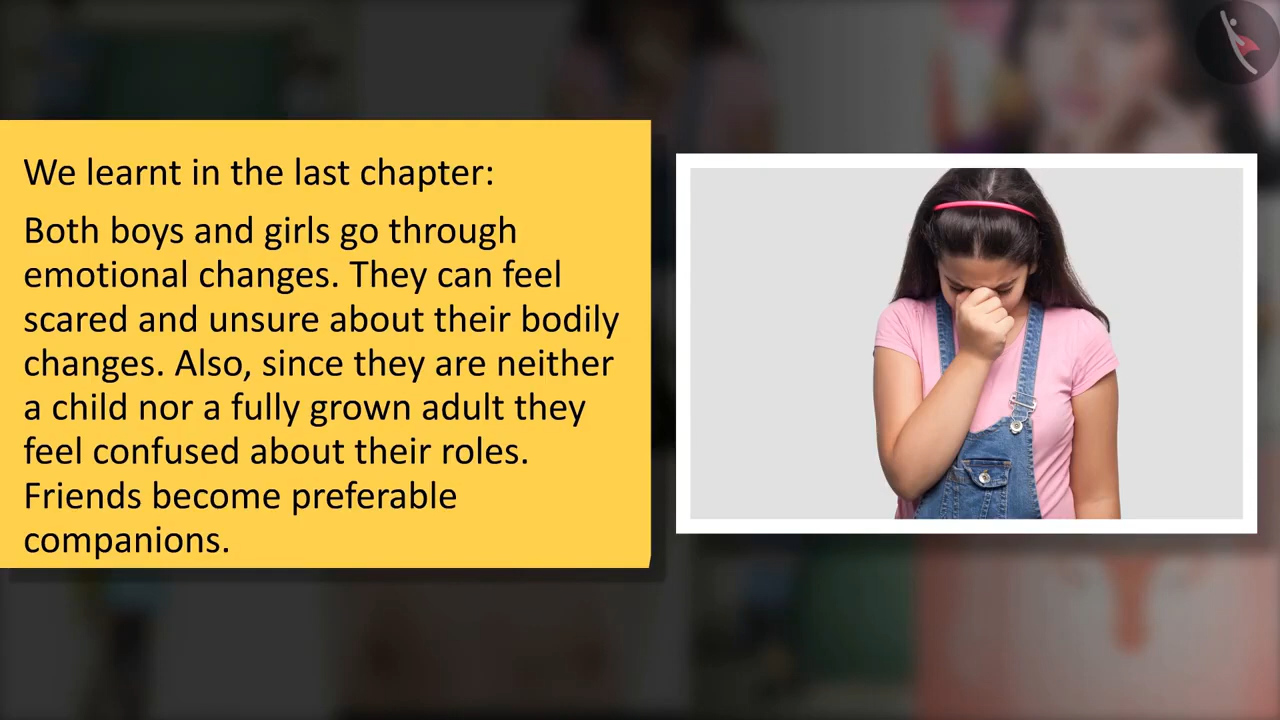 We learnt in the last chapter:
Both boys and girls go through
emotional changes. They can feel
scared and unsure about their bodily
changes. Also, since they are neither
a child nor a fully grown adult they
feel confused about their roles.
Friends become preferable
companions.